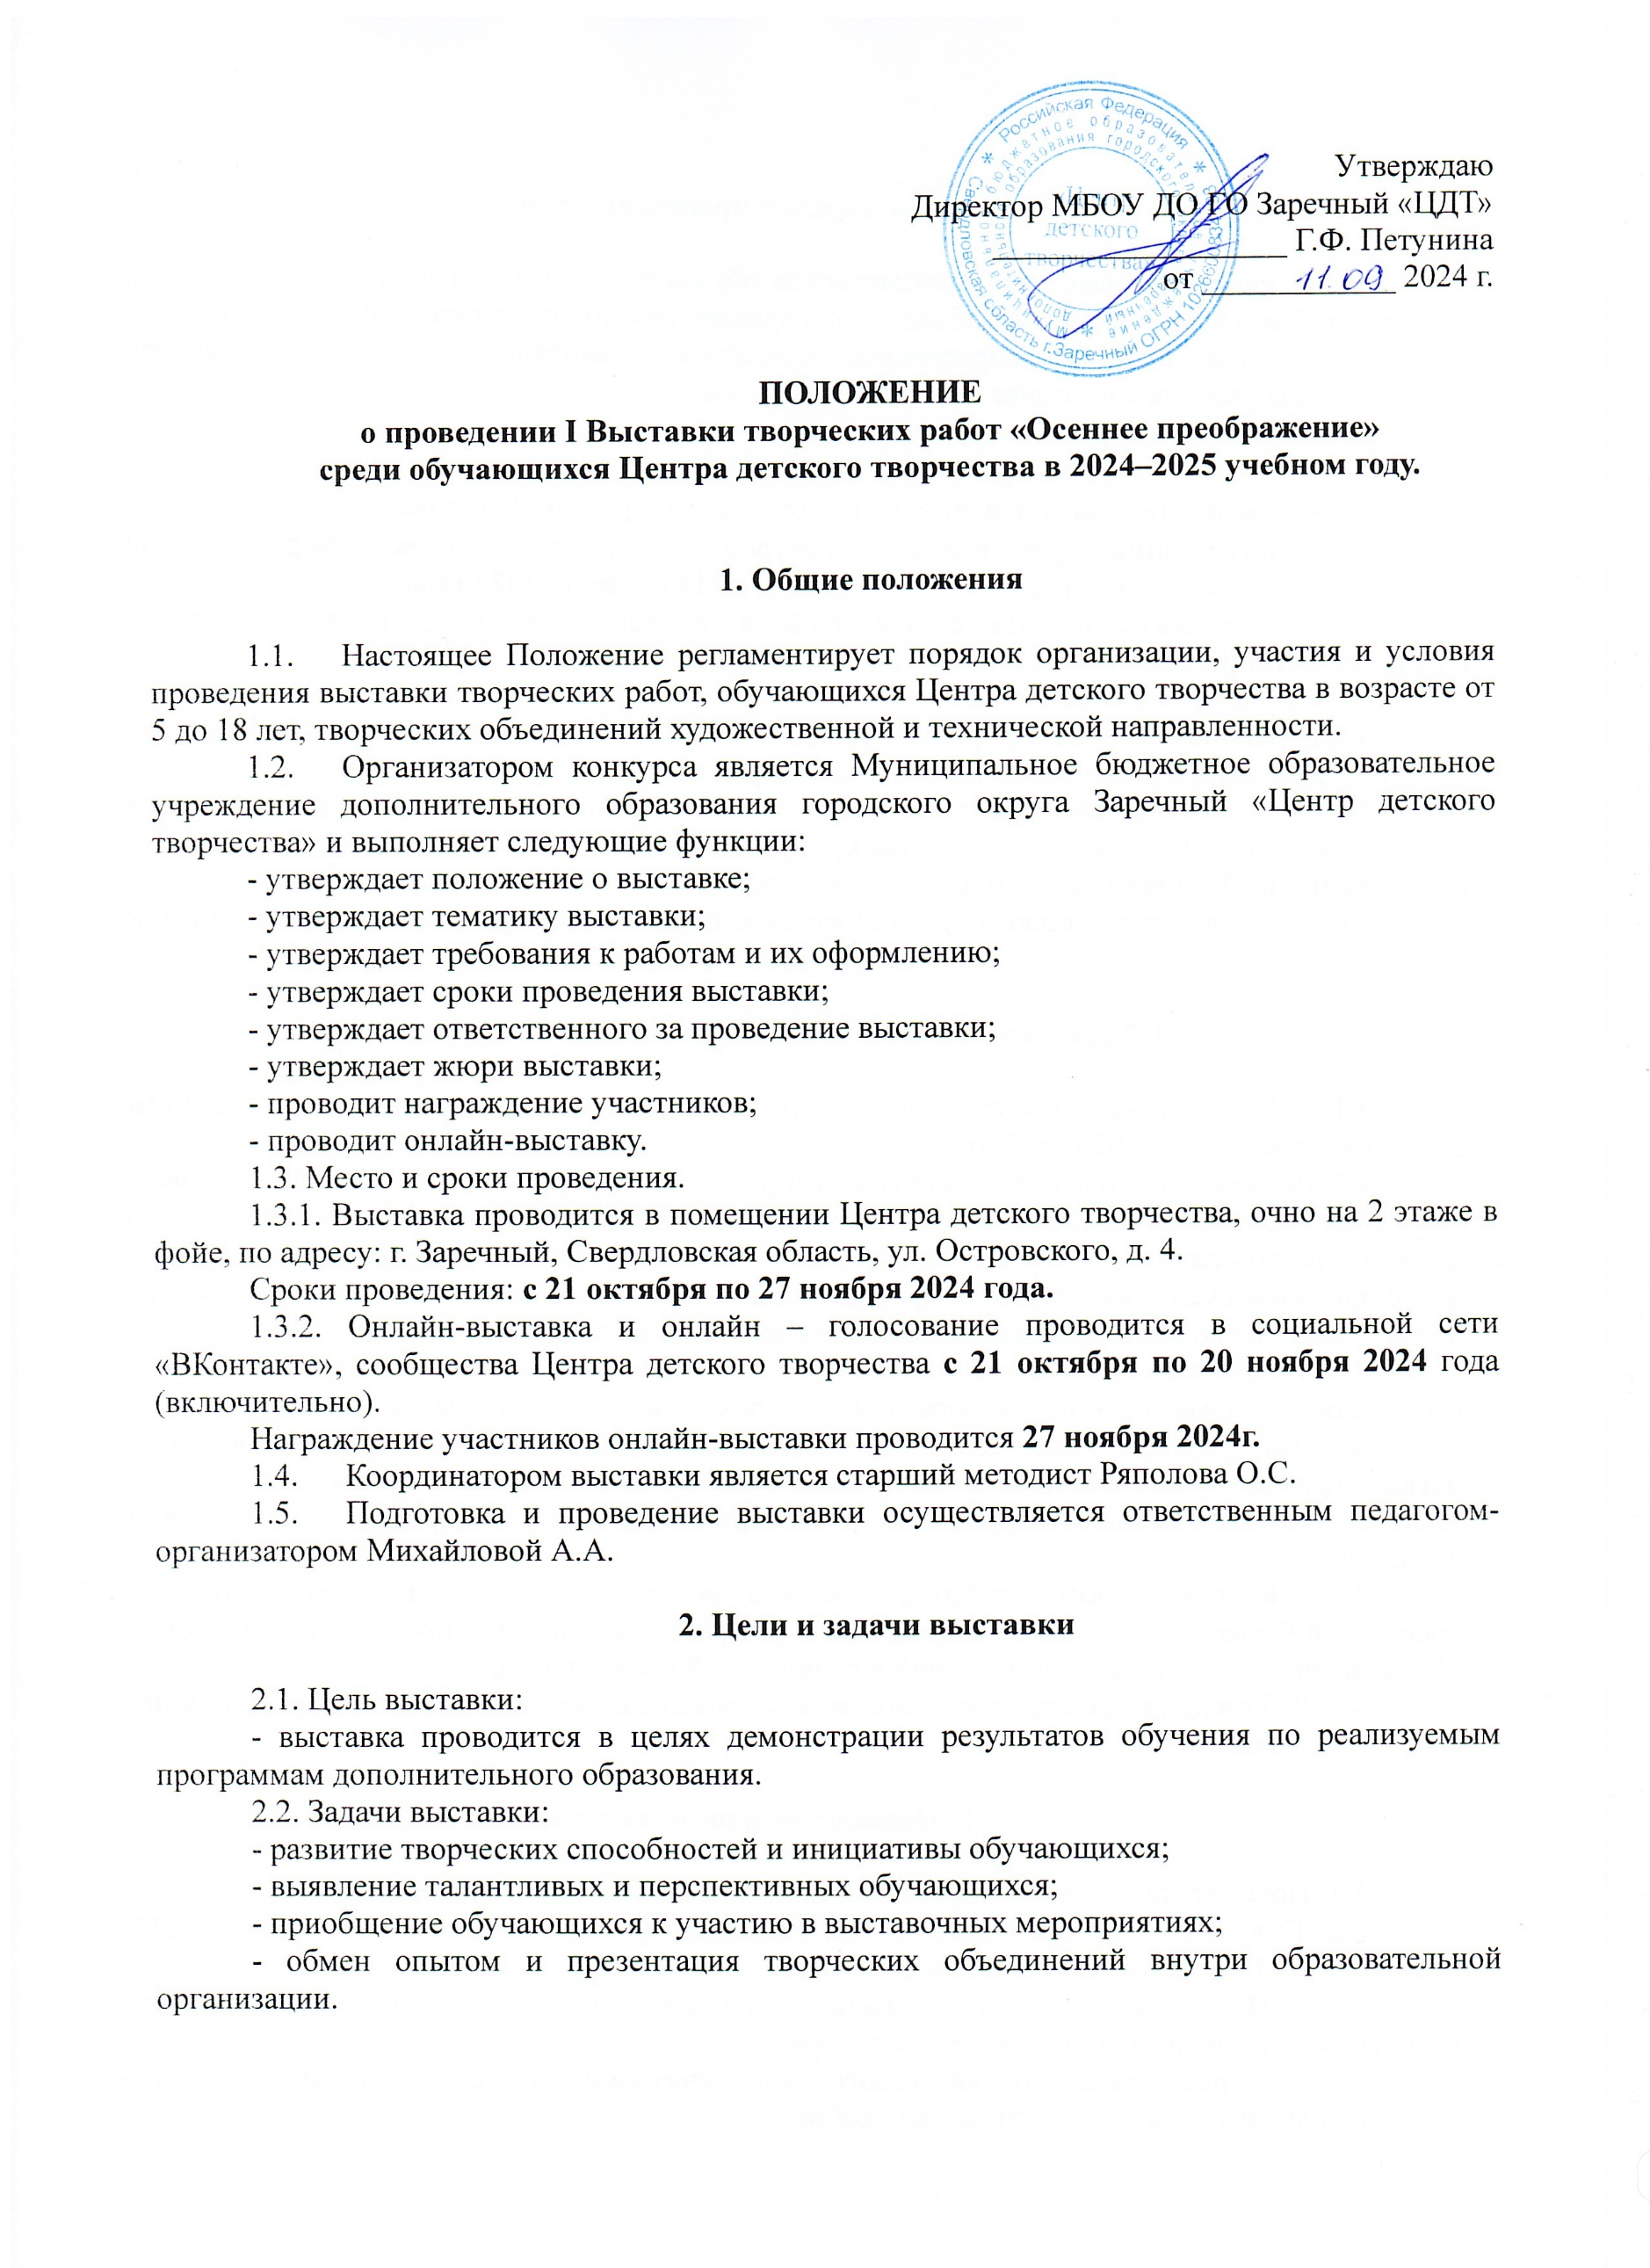 Утверждаю
Директор МБОУ ДО ГО Заречный «ЦДТ»
Г.Ф. Петунина
от 11.09 2024 г.
Российская Федерация
Свердловская область г.Заречный ОГРН
Центр
детского
творчества
ПОЛОЖЕНИЕ
о проведении I Выставки творческих работ «Осеннее преображение»
среди обучающихся Центра детского творчества в 2024–2025 учебном году.
1. Общие положения
1.1. Настоящее Положение регламентирует порядок организации, участия и условия
проведения выставки творческих работ, обучающихся Центра детского творчества в возрасте от
5 до 18 лет, творческих объединений художественной и технической направленности.
1.2. Организатором конкурса является Муниципальное бюджетное образовательное
учреждение дополнительного образования городского округа Заречный «Центр детского
творчества» и выполняет следующие функции:
- утверждает положение о выставке;
- утверждает тематику выставки;
- утверждает требования к работам и их оформлению;
- утверждает сроки проведения выставки;
- утверждает ответственного за проведение выставки;
- утверждает жюри выставки;
- проводит награждение участников;
- проводит онлайн-выставку.
1.3. Место и сроки проведения.
1.3.1. Выставка проводится в помещении Центра детского творчества, очно на 2 этаже в
фойе, по адресу: г. Заречный, Свердловская область, ул. Островского, д. 4.
Сроки проведения: с 21 октября по 27 ноября 2024 года.
1.3.2. Онлайн-выставка и онлайн – голосование проводится в социальной сети
«ВКонтакте», сообщества Центра детского творчества с 21 октября по 20 ноября 2024 года
(включительно).
Награждение участников онлайн-выставки проводится 27 ноября 2024г.
1.4. Координатором выставки является старший методист Ряполова О.С.
1.5. Подготовка и проведение выставки осуществляется ответственным педагогом-
организатором Михайловой А.А.
2. Цели и задачи выставки
2.1. Цель выставки:
- выставка проводится в целях демонстрации результатов обучения по реализуемым
программам дополнительного образования.
2.2. Задачи выставки:
- развитие творческих способностей и инициативы обучающихся;
- выявление талантливых и перспективных обучающихся;
- приобщение обучающихся к участию в выставочных мероприятиях;
- обмен опытом и презентация творческих объединений внутри образовательной
организации.